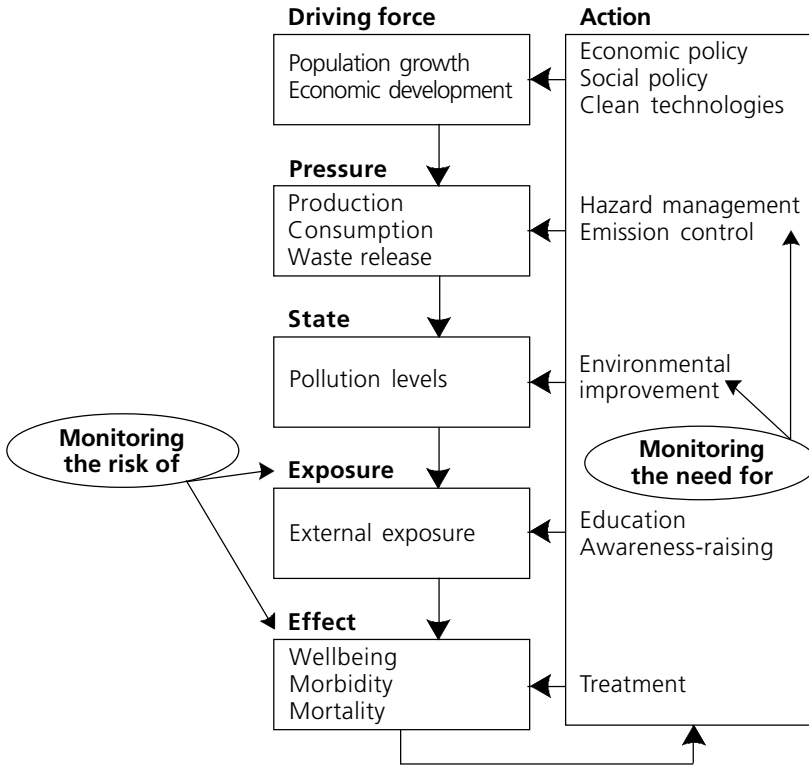 Driving force
Population growth
Economic development
Pressure
Production
Consumption
Waste release
State
Pollution levels
Monitoring
the risk of
Exposure
External exposure
Effect
Wellbeing
Morbidity
Mortality
Action
Economic policy
Social policy
Clean technologies
Hazard management
Emission control
Environmental
improvement
Monitoring
the need for
Education
Awareness-raising
Treatment